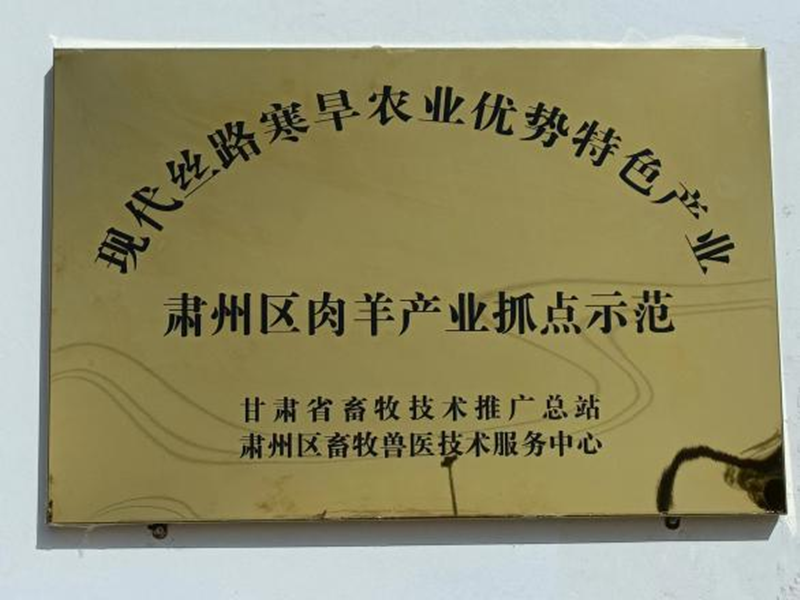 现代丝路寒旱农业优势特色产业
肃州区肉羊产业抓点示范
甘肃省畜牧技术推广总站
肃州区畜牧兽医技术服务中心